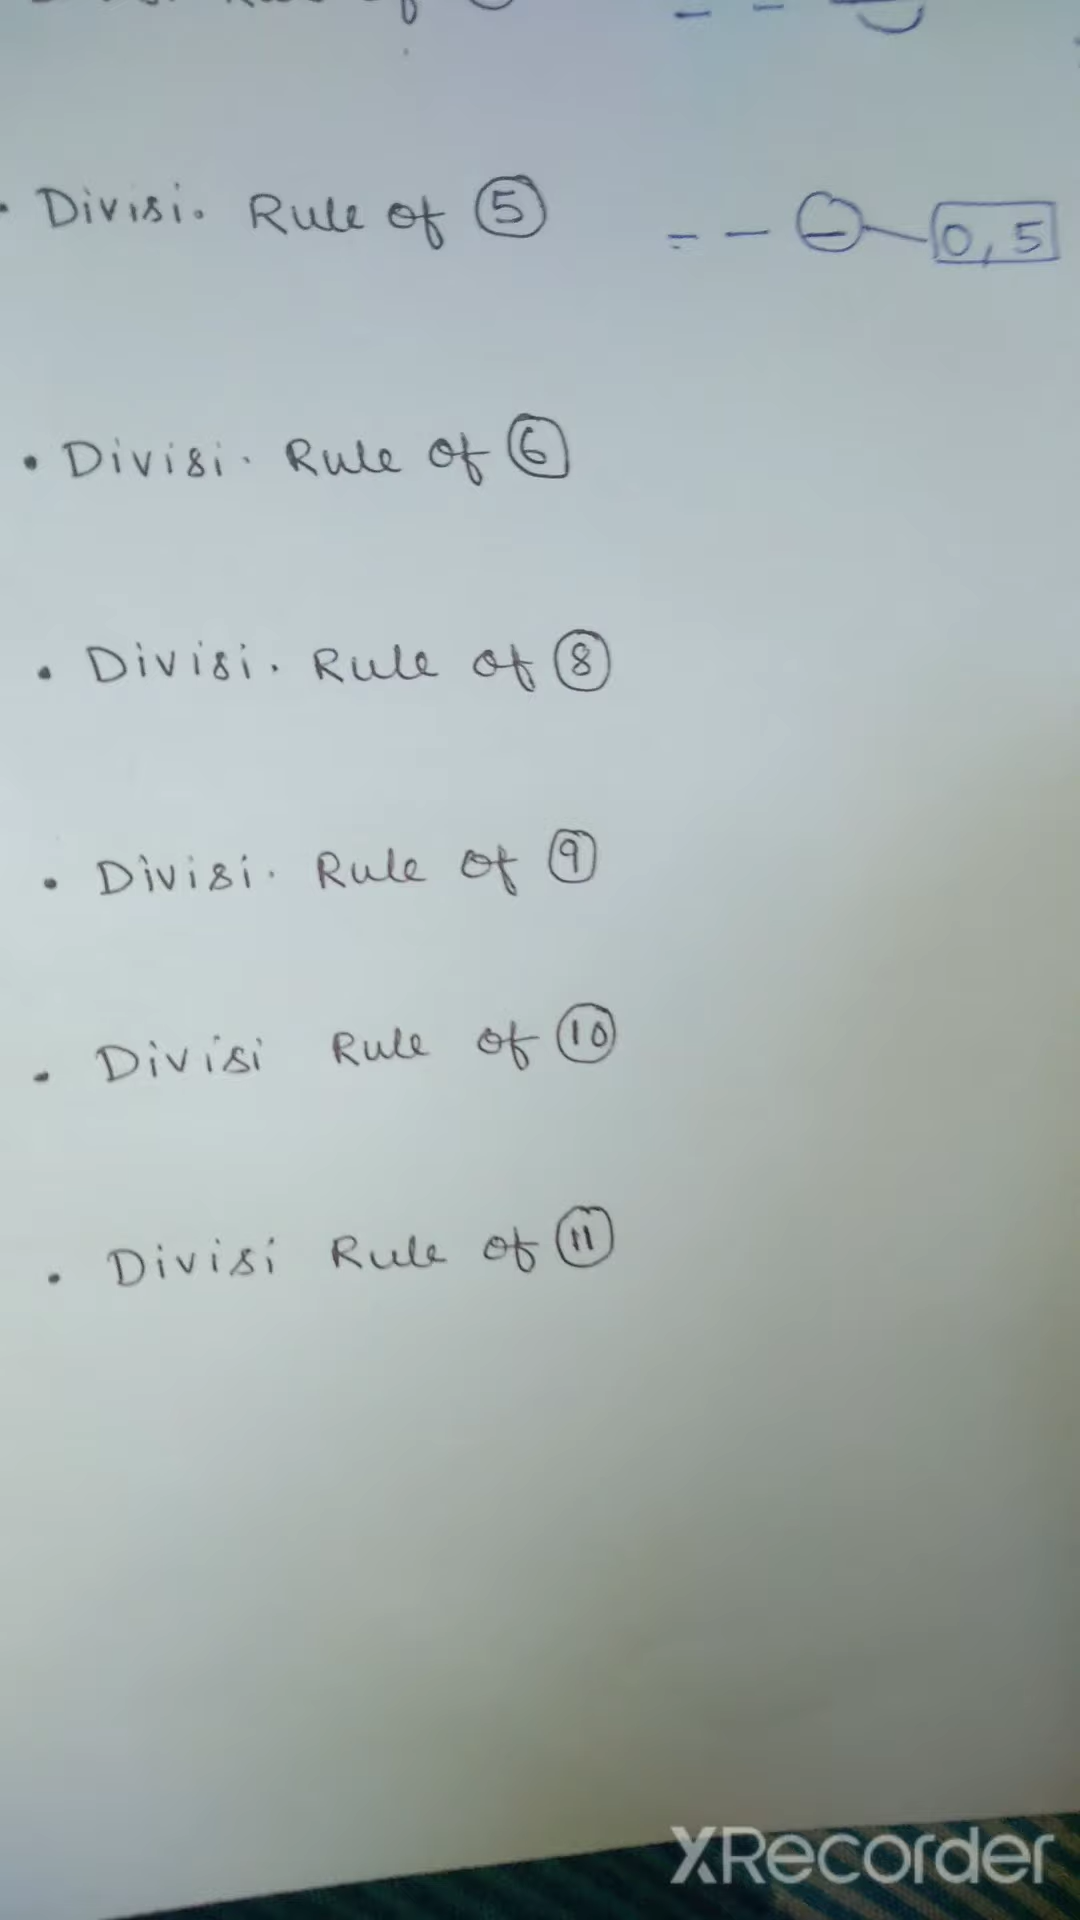 • Divisi. Rule of 5 - - - 0, 5
• Divisi. Rule of 6
• Divisi. Rule of 8
• Divisi. Rule of 9
• Divisi Rule of 10
• Divisi Rule of 11
XRecorder